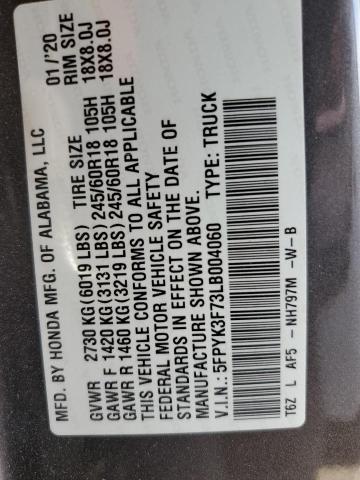 MFD. BY HONDA MFG. OF ALABAMA, LLC 01 /'20
TIRE SIZE RIM SIZE
GVWR 2730 KG(6019 LBS)
GAWR F 1420 KG(3131 LBS) 245/60R18 105H 18X8.0J
GAWR R 1460 KG(3219 LBS) 245/60R18 105H 18X8.0J
THIS VEHICLE CONFORMS TO ALL APPLICABLE
FEDERAL MOTOR VEHICLE SAFETY
STANDARDS IN EFFECT ON THE DATE OF
MANUFACTURE SHOWN ABOVE.
V.I.N.: 5FPYK3F73LB004060 TYPE: TRUCK
T6Z L AF5 -NH797M -W-B